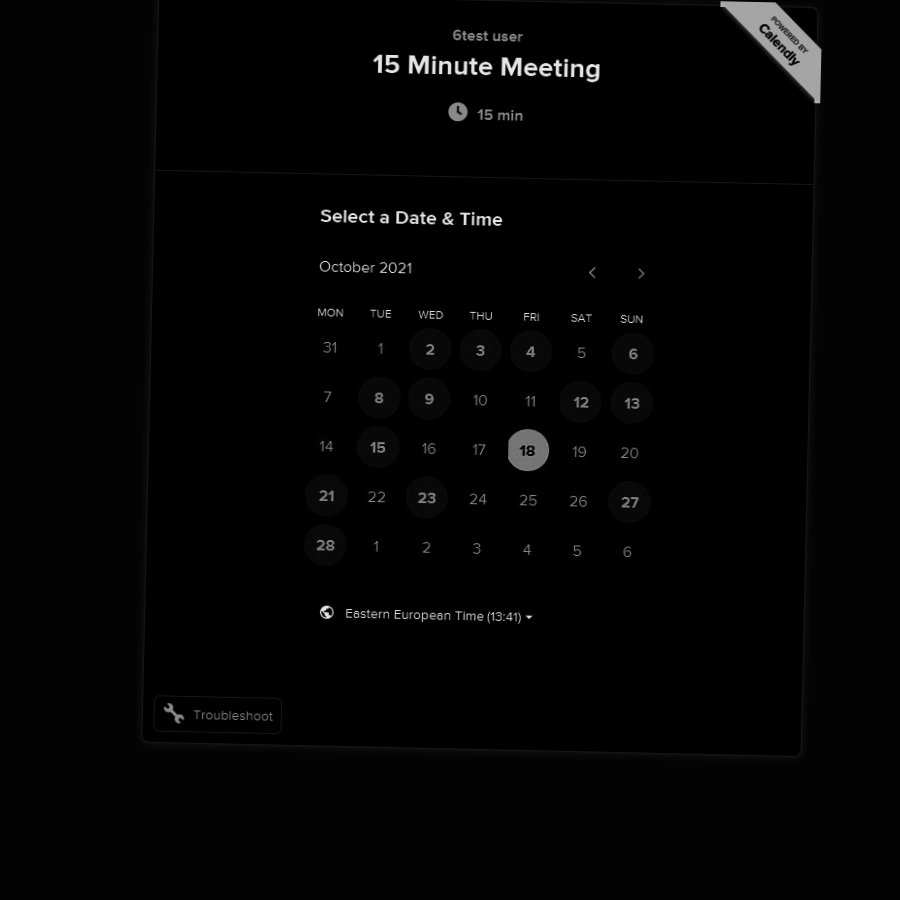 POWERED BY
Calendly
6test user
15 Minute Meeting
15 min
Select a Date & Time
October 2021
MON TUE WED THU FRI SAT SUN
31 1 2 3 4 5 6
7 8 9 10 11 12 13
14 15 16 17 18 19 20
21 22 23 24 25 26 27
28 1 2 3 4 5 6
Eastern European Time (13:41)
Troubleshoot